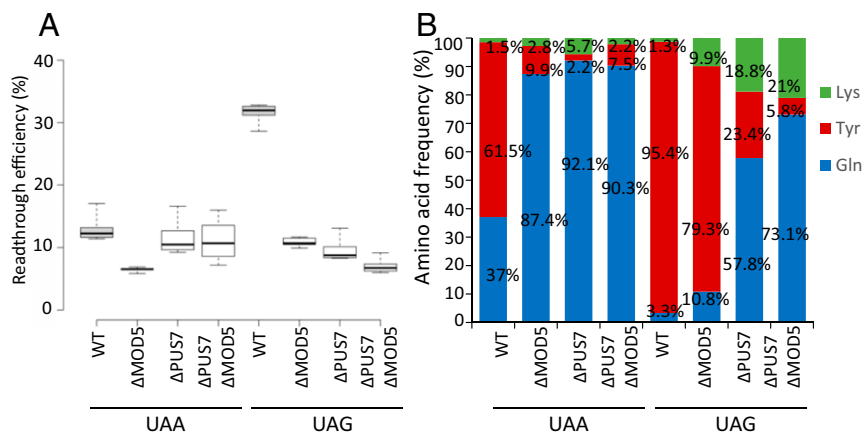 A
Readthrough efficiency (%)
40
30
20
10
0
WT
ΔMOD5
ΔPUS7
ΔPUS7 ΔMOD5
WT
ΔMOD5
ΔPUS7
ΔPUS7 ΔMOD5
UAA
UAG
B
Amino acid frequency (%)
100
90
80
70
60
50
40
30
20
10
0
1.5%
2.8%
5.7%
2.2%
1.3%
9.9%
18.8%
21%
61.5%
9.9%
2.2%
7.5%
95.4%
79.3%
23.4%
5.8%
37%
87.4%
92.1%
90.3%
3.3%
10.8%
57.8%
73.1%
WT
ΔMOD5
ΔPUS7
ΔPUS7 ΔMOD5
WT
ΔMOD5
ΔPUS7
ΔPUS7 ΔMOD5
UAA
UAG
Lys
Tyr
Gln